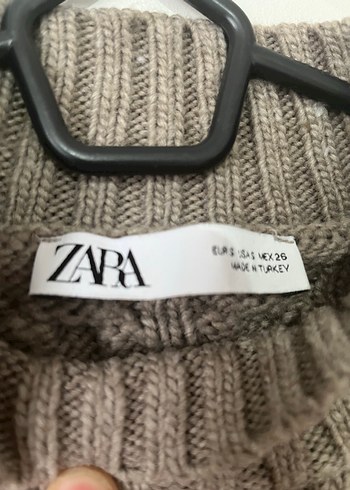 ZARA
EUR S USA S MEX 26
MADE IN TURKEY